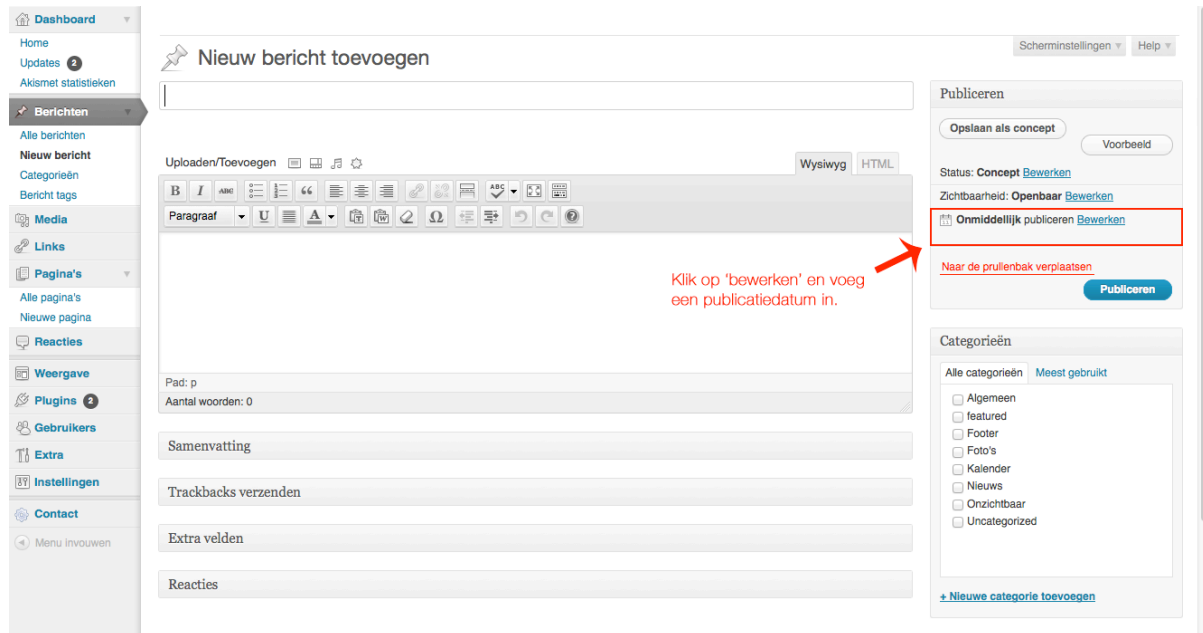 Dashboard
Home
Updates 2
Akismet statistieken
Berichten
Alle berichten
Nieuw bericht
Categorieën
Bericht tags
Media
Links
Pagina's
Alle pagina's
Nieuwe pagina
Reacties
Weergave
Plugins 2
Gebruikers
Extra
Instellingen
Contact
Menu invouwen
Scherminstellingen Help
Nieuw bericht toevoegen
Uploaden/Toevoegen
Wysiwyg HTML
B I ABC ABC
Paragraaf U A Ω
Pad: p
Aantal woorden: 0
Samenvatting
Trackbacks verzenden
Extra velden
Reacties
Klik op 'bewerken' en voeg
een publicatiedatum in.
Publiceren
Opslaan als concept
Voorbeeld
Status: Concept Bewerken
Zichtbaarheid: Openbaar Bewerken
Onmiddellijk publiceren Bewerken
Naar de prullenbak verplaatsen
Publiceren
Categorieën
Alle categorieën Meest gebruikt
Algemeen
featured
Footer
Foto's
Kalender
Nieuws
Onzichtbaar
Uncategorized
+ Nieuwe categorie toevoegen